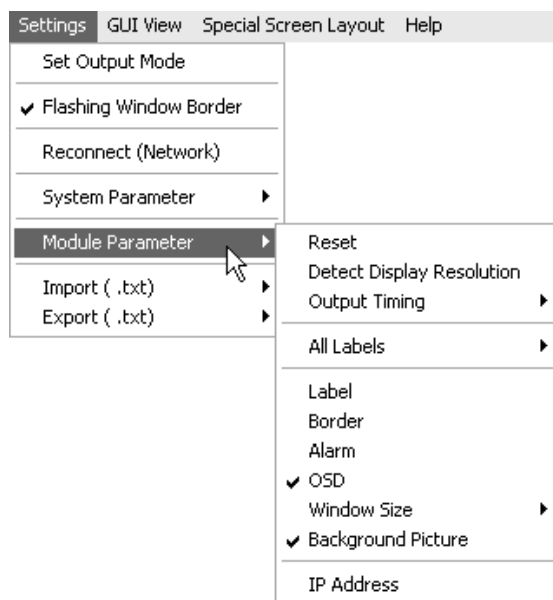 Settings GUI View Special Screen Layout Help
Set Output Mode
Flashing Window Border
Reconnect (Network)
System Parameter
Module Parameter
Import ( .txt)
Export ( .txt)
Reset
Detect Display Resolution
Output Timing
All Labels
Label
Border
Alarm
OSD
Window Size
Background Picture
IP Address